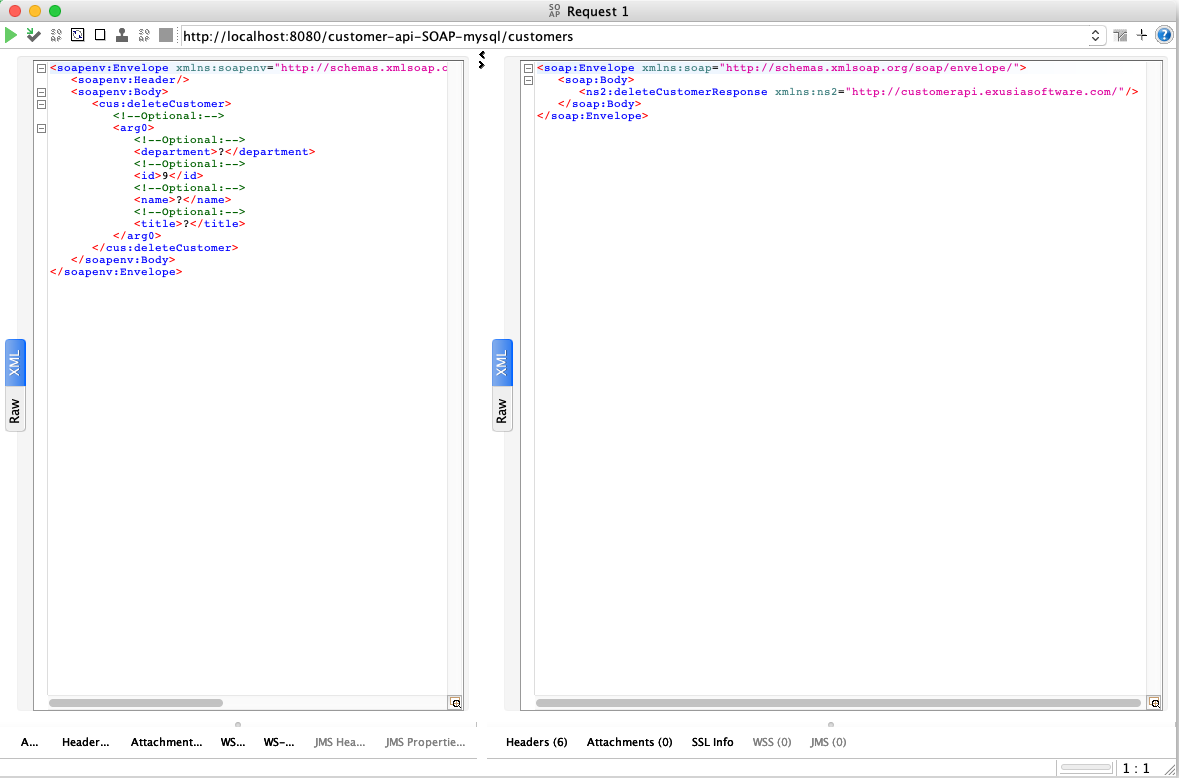 SO AP Request 1
http://localhost:8080/customer-api-SOAP-mysql/customers
<soapenv:Envelope xmlns:soapenv="http://schemas.xmlsoap.o
<soapenv:Header/>
<soapenv:Body>
<cus:deleteCustomer>
<!--Optional:-->
<arg0>
<!--Optional:-->
<department>?</department>
<!--Optional:-->
<id>9</id>
<!--Optional:-->
<name>?</name>
<!--Optional:-->
<title>?</title>
</arg0>
</cus:deleteCustomer>
</soapenv:Body>
</soapenv:Envelope>
XML
Raw
<soap:Envelope xmlns:soap="http://schemas.xmlsoap.org/soap/envelope/">
<soap:Body>
<ns2:deleteCustomerResponse xmlns:ns2="http://customerapi.exusiasoftware.com/"/>
</soap:Body>
</soap:Envelope>
XML
Raw
A... Header... Attachment... WS... WS-... JMS Hea... JMS Propertie...
Headers (6) Attachments (0) SSL Info WSS (0) JMS (0)
1 : 1